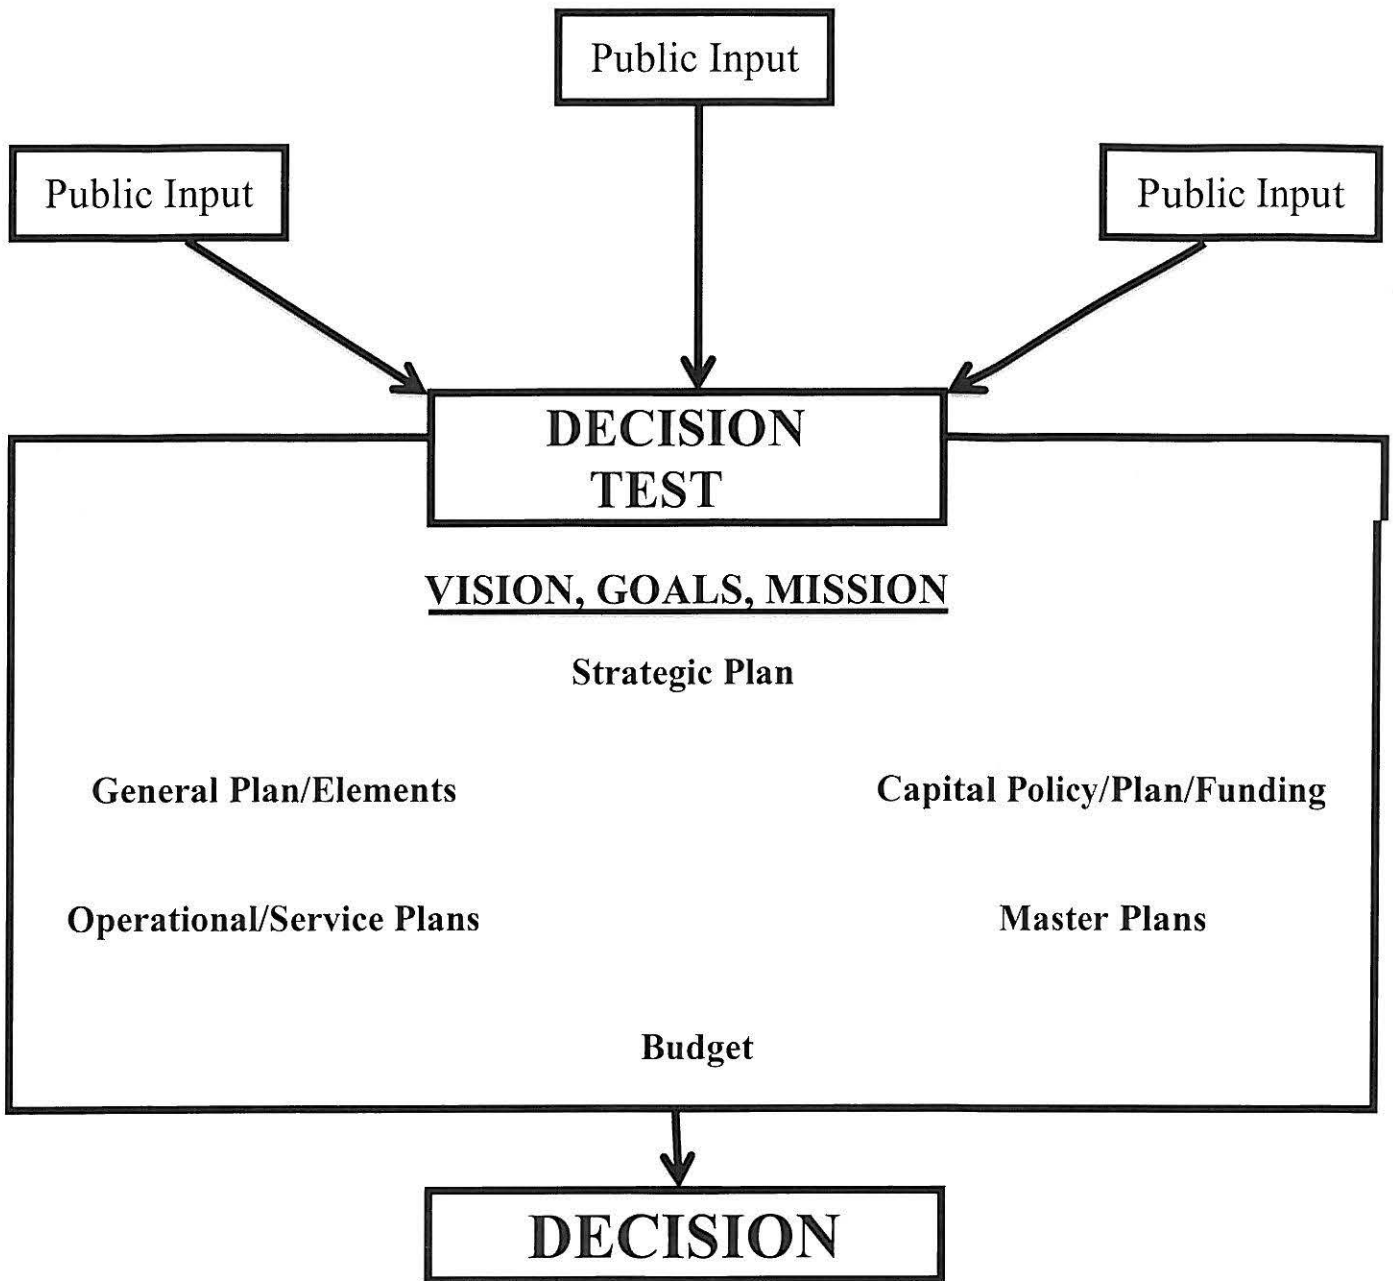 Public Input
Public Input
Public Input
DECISION
TEST
VISION, GOALS, MISSION
Strategic Plan
General Plan/Elements
Capital Policy/Plan/Funding
Operational/Service Plans
Master Plans
Budget
DECISION